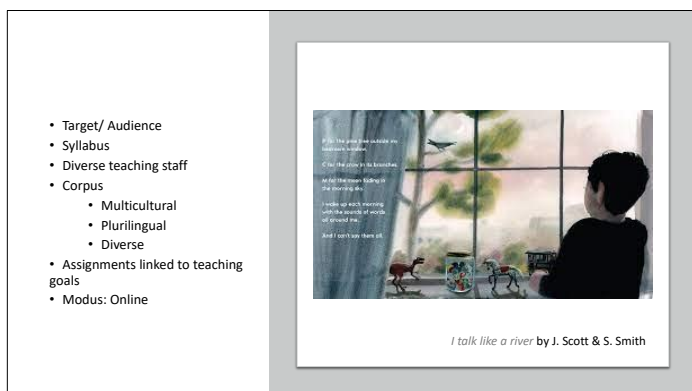 • Target/ Audience
• Syllabus
• Diverse teaching staff
• Corpus
• Multicultural
• Plurilingual
• Diverse
• Assignments linked to teaching
goals
• Modus: Online
P for the pine tree outside my
bedroom window.
C for the crow in its branches.
M for the moon fading in
the morning sky.
I wake up each morning
with the sounds of words
all around me.
And I can't say them all.
I talk like a river by J. Scott & S. Smith